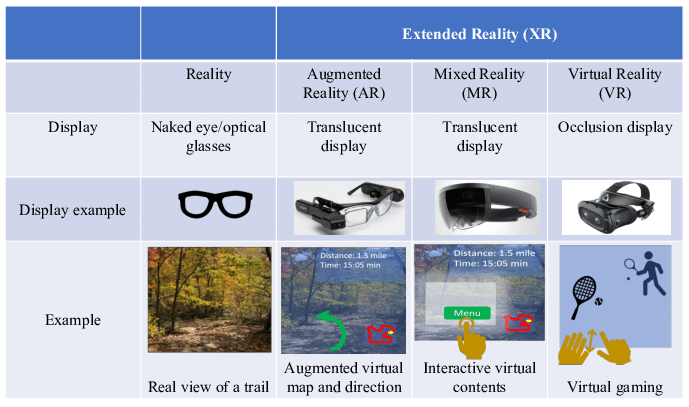 Extended Reality (XR)
Reality
Augmented
Reality (AR)
Mixed Reality
(MR)
Virtual Reality
(VR)
Display
Naked eye/optical
glasses
Translucent
display
Translucent
display
Occlusion display
Display example
Example
Distance: 1.5 mile
Time: 15:05 min
Distance: 1.5 mile
Time: 15:05 min
Menu
Real view of a trail
Augmented virtual
map and direction
Interactive virtual
contents
Virtual gaming